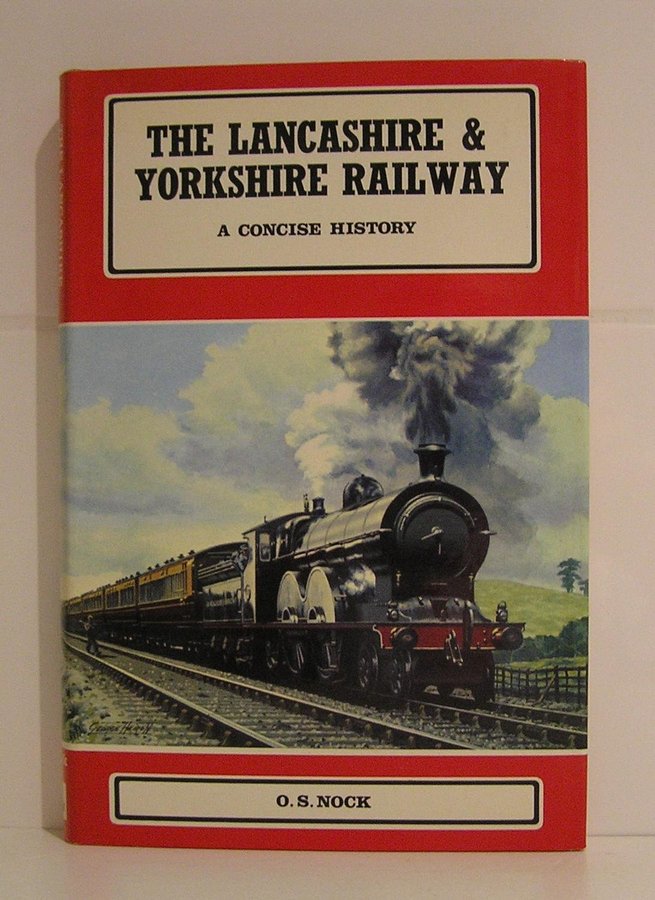 THE LANCASHIRE &
YORKSHIRE RAILWAY
A CONCISE HISTORY
O. S. NOCK